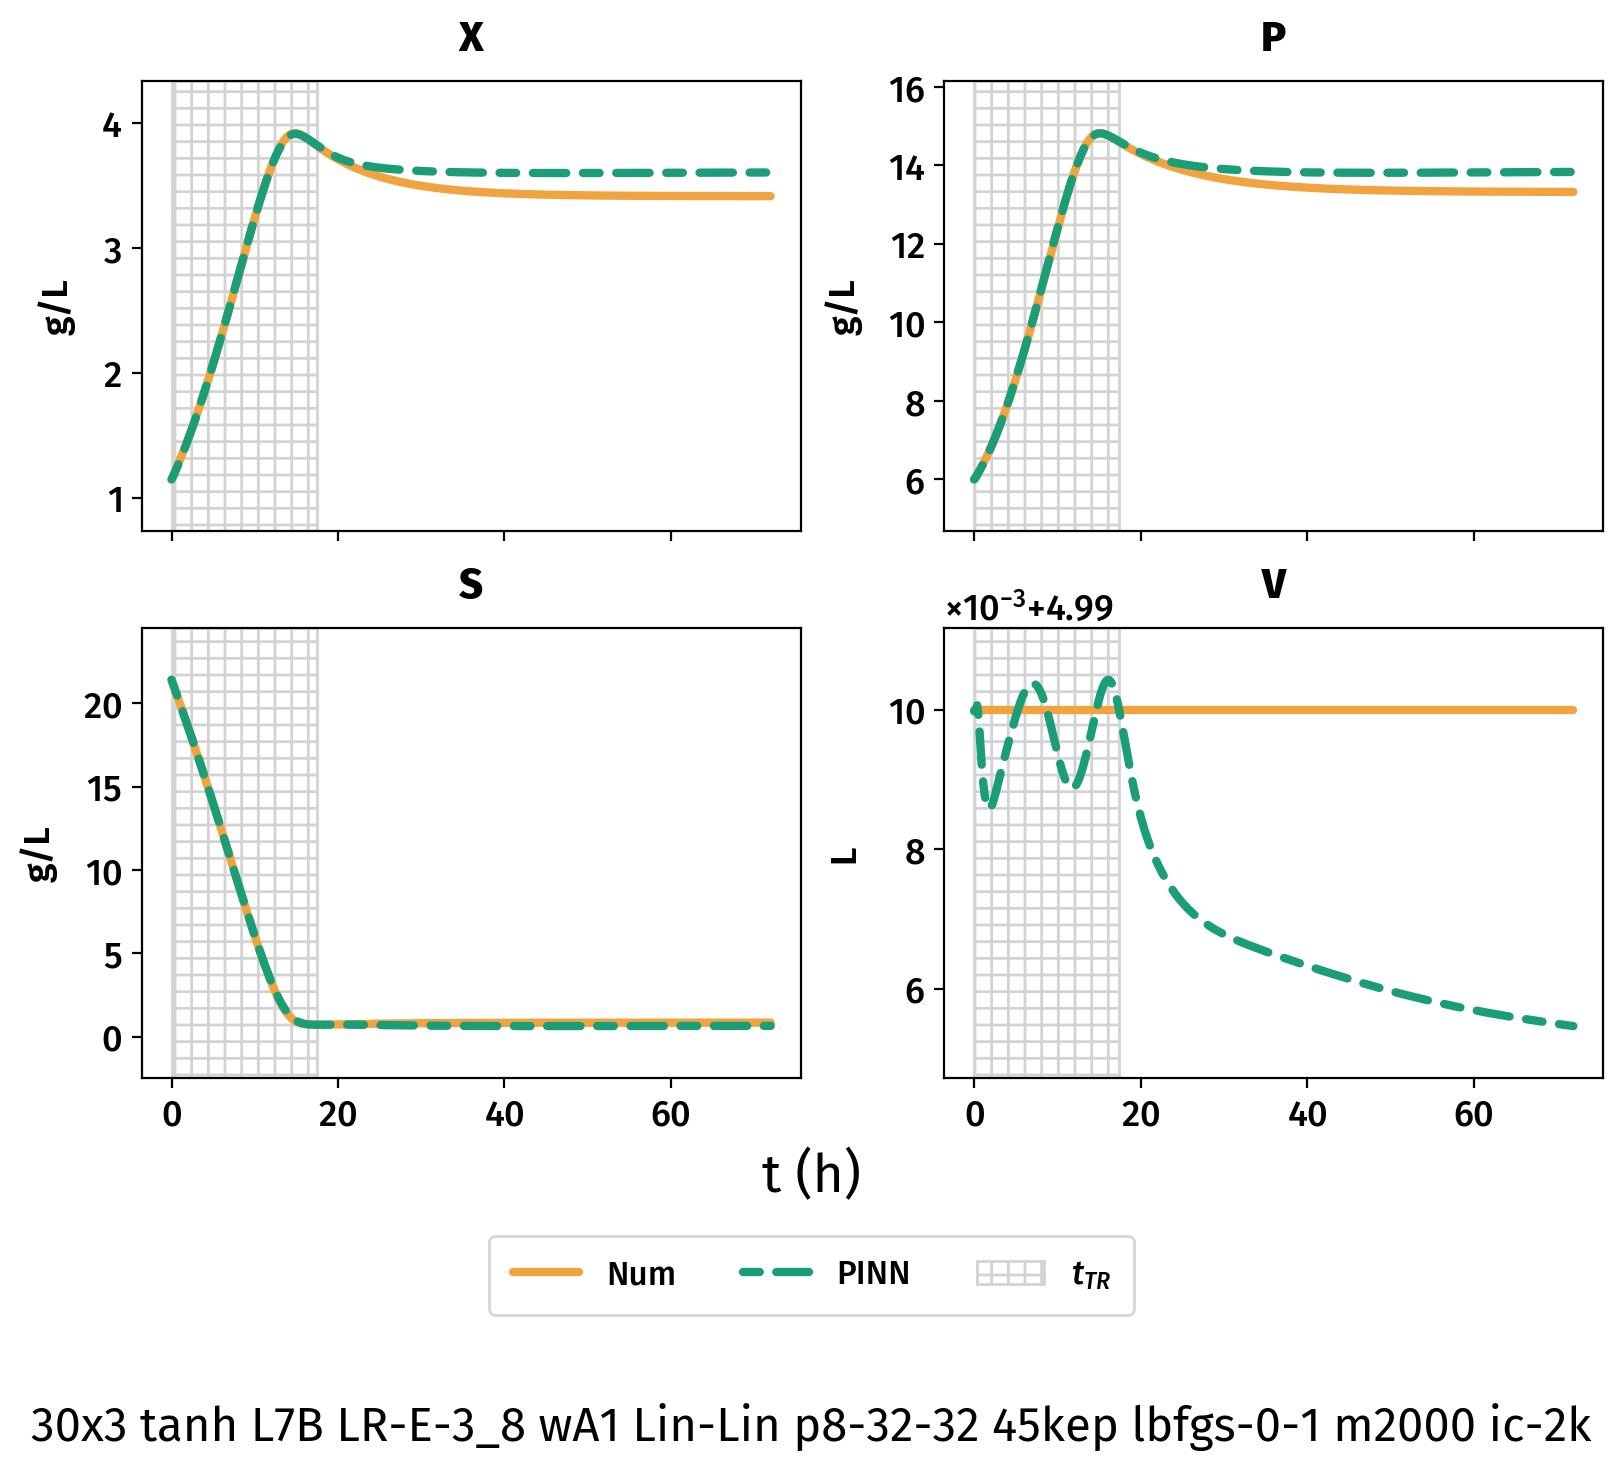 X
P
4
3
2
1
g/L
16
14
12
10
8
6
g/L
S
V
×10⁻³+4.99
20
15
10
5
0
g/L
10
8
6
L
0 20 40 60
0 20 40 60
t (h)
Num PINN t_TR
30x3 tanh L7B LR-E-3_8 wA1 Lin-Lin p8-32-32 45kep lbfgs-0-1 m2000 ic-2k